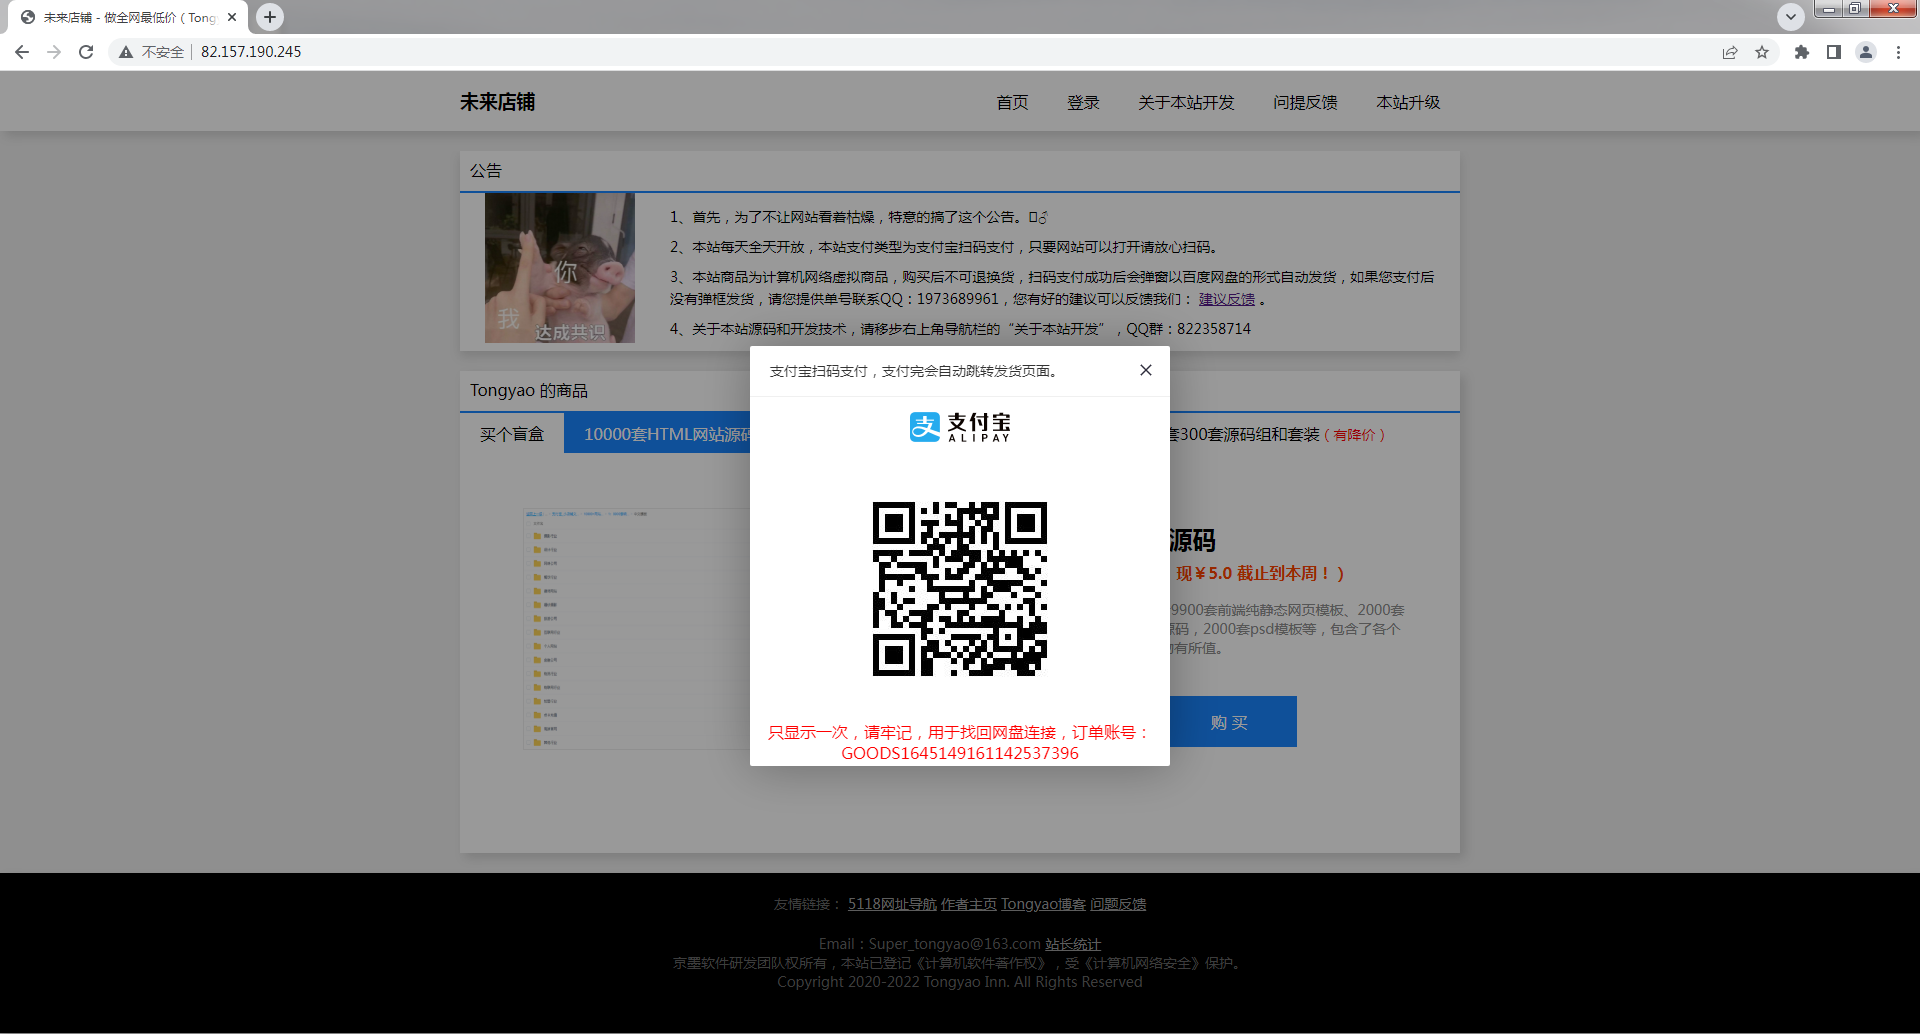 未来店铺 - 做全网最低价 ( Tong
不安全 82.157.190.245
未来店铺 首页 登录 关于本站开发 问提反馈 本站升级
公告
1、首先，为了不让网站看着枯燥，特意的搞了这个公告。
2、本站每天全天开放，本站支付类型为支付宝扫码支付，只要网站可以打开请放心扫码。
3、本站商品为计算机网络虚拟商品，购买后不可退换货，扫码支付成功后会弹窗以百度网盘的形式自动发货，如果您支付后
没有弹框发货，请您提供单号联系QQ：1973689961，您有好的建议可以反馈我们： 建议反馈 。
4、关于本站源码和开发技术，请移步右上角导航栏的“关于本站开发”，QQ群：822358714
你
我
达成共识
Tongyao 的商品
买个盲盒 10000套HTML网站源码 套300套源码组和套装（有降价）
支付宝扫码支付，支付完会自动跳转发货页面。
支 支付宝
ALIPAY
只显示一次，请牢记，用于找回网盘连接，订单账号：
GOODS1645149161142537396
源码
现￥5.0 截止到本周！）
9900套前端纯静态网页模板、2000套
源码，2000套psd模板等，包含了各个
物有所值。
购 买
友情链接： 5118网址导航 作者主页 Tongyao博客 问题反馈
Email：Super_tongyao@163.com 站长统计
京墨软件研发团队权所有，本站已登记《计算机软件著作权》，受《计算机网络安全》保护。
Copyright 2020-2022 Tongyao Inn. All Rights Reserved